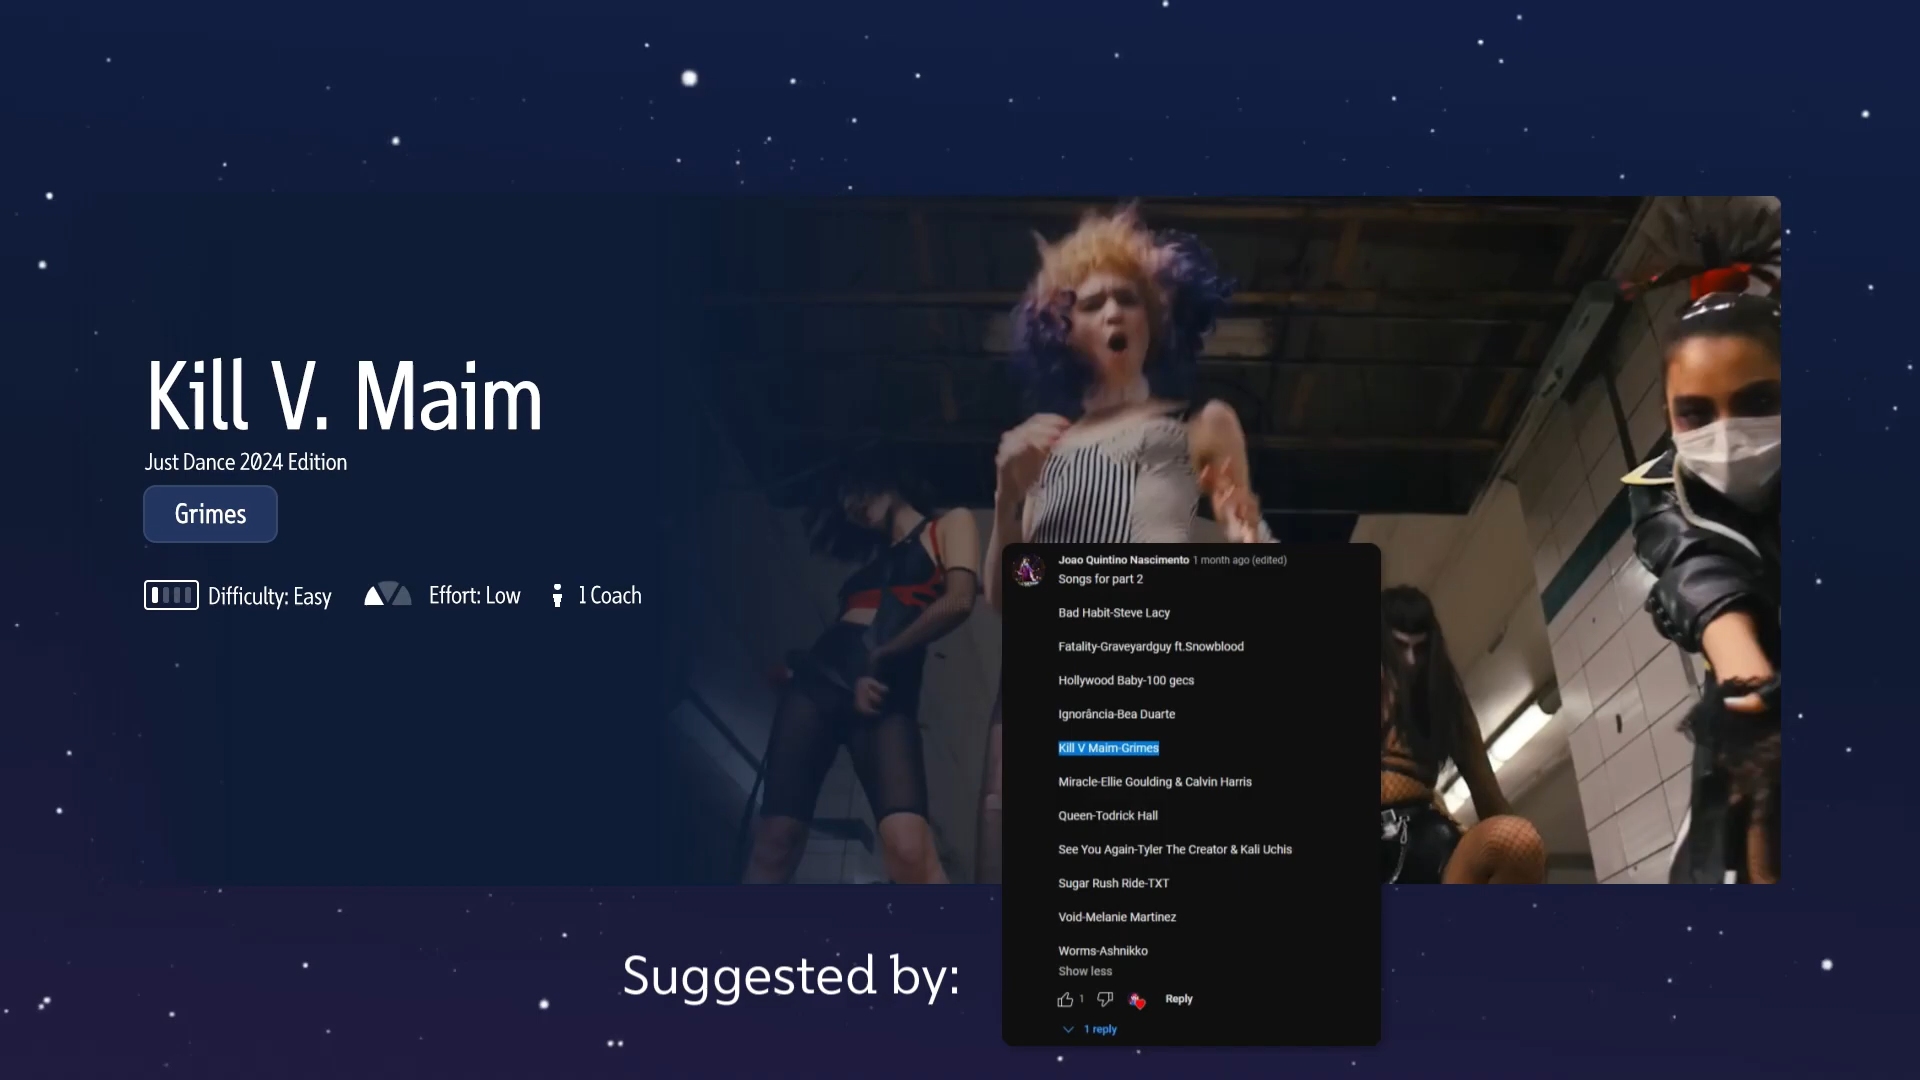 Kill V. Maim
Just Dance 2024 Edition
Grimes
Difficulty: Easy
Effort: Low
1 Coach
Joao Quintino Nascimento 1 month ago (edited)
Songs for part 2
Bad Habit-Steve Lacy
Fatality-Graveyardguy ft.Snowblood
Hollywood Baby-100 gecs
Ignorância-Bea Duarte
Kill V Maim-Grimes
Miracle-Ellie Goulding & Calvin Harris
Queen-Todrick Hall
See You Again-Tyler The Creator & Kali Uchis
Sugar Rush Ride-TXT
Void-Melanie Martinez
Worms-Ashnikko
Show less
1 Reply
1 reply
Suggested by: